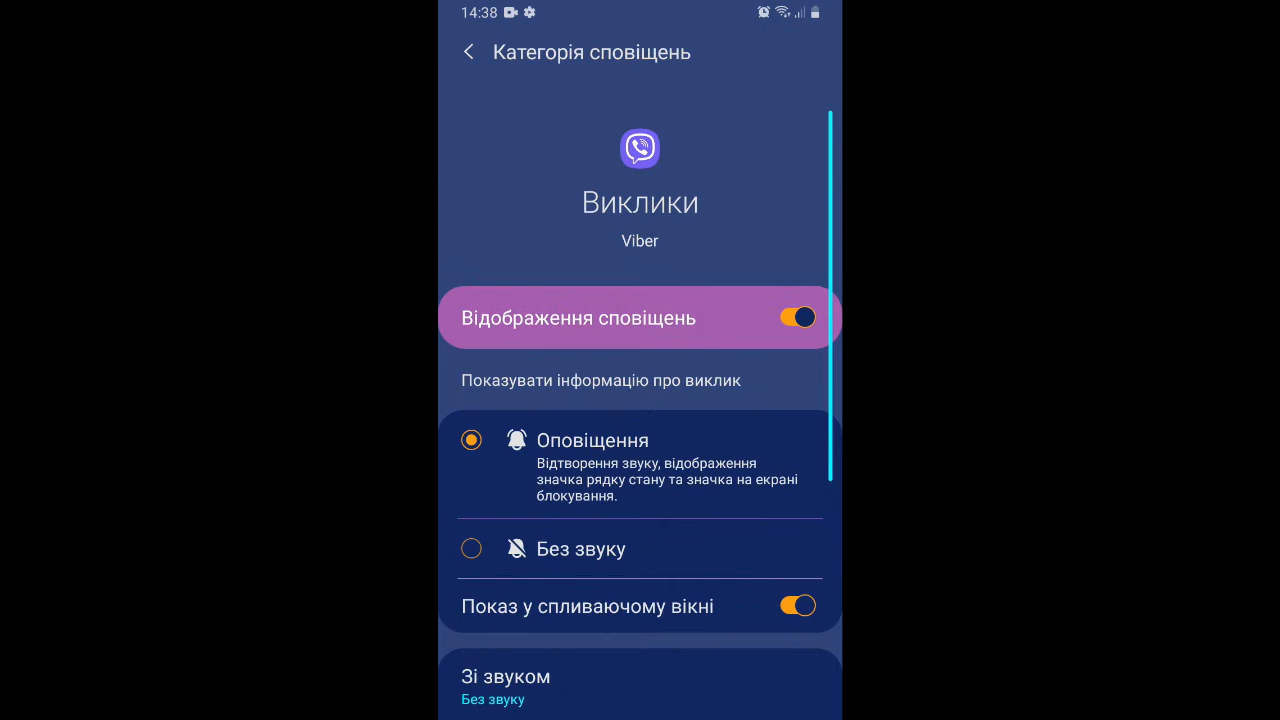 14:38
Категорія сповіщень
Виклики
Viber
Відображення сповіщень
Показувати інформацію про виклик
Оповіщення
Відтворення звуку, відображення
значка рядку стану та значка на екрані
блокування.
Без звуку
Показ у спливаючому вікні
Зі звуком
Без звуку